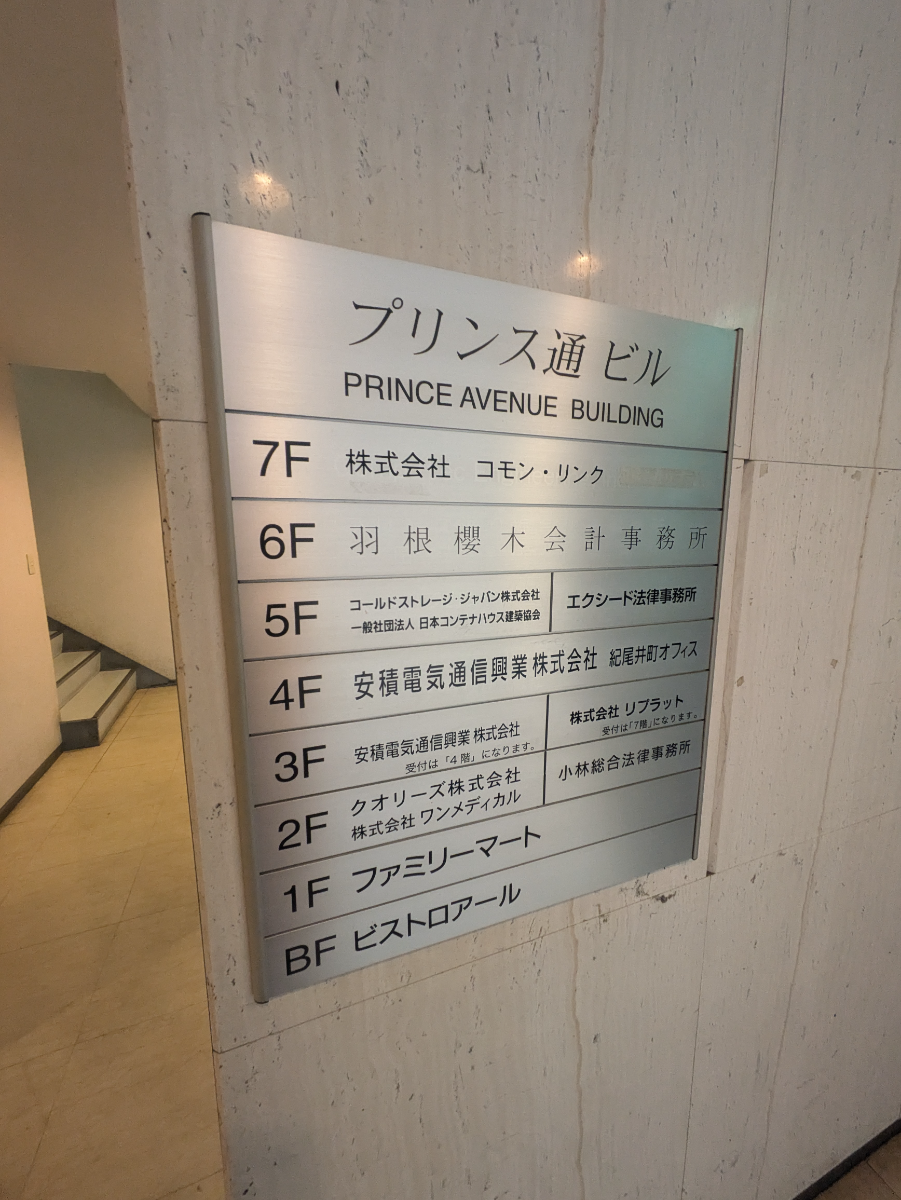 プリンス通 ビル
PRINCE AVENUE BUILDING
7F 株式会社 コモン・リンク
6F 羽根櫻木会計事務所
5F コールドストレージ・ジャパン株式会社
一般社団法人 日本コンテナハウス建築協会
エクシード法律事務所
4F 安積電気通信興業株式会社 紀尾井町オフィス
3F 安積電気通信興業 株式会社
受付は「4階」になります。
株式会社 リプラット
受付は「7階」になります。
2F クオリーズ株式会社
株式会社 ワンメディカル
小林総合法律事務所
1F ファミリーマート
BF ビストロアール